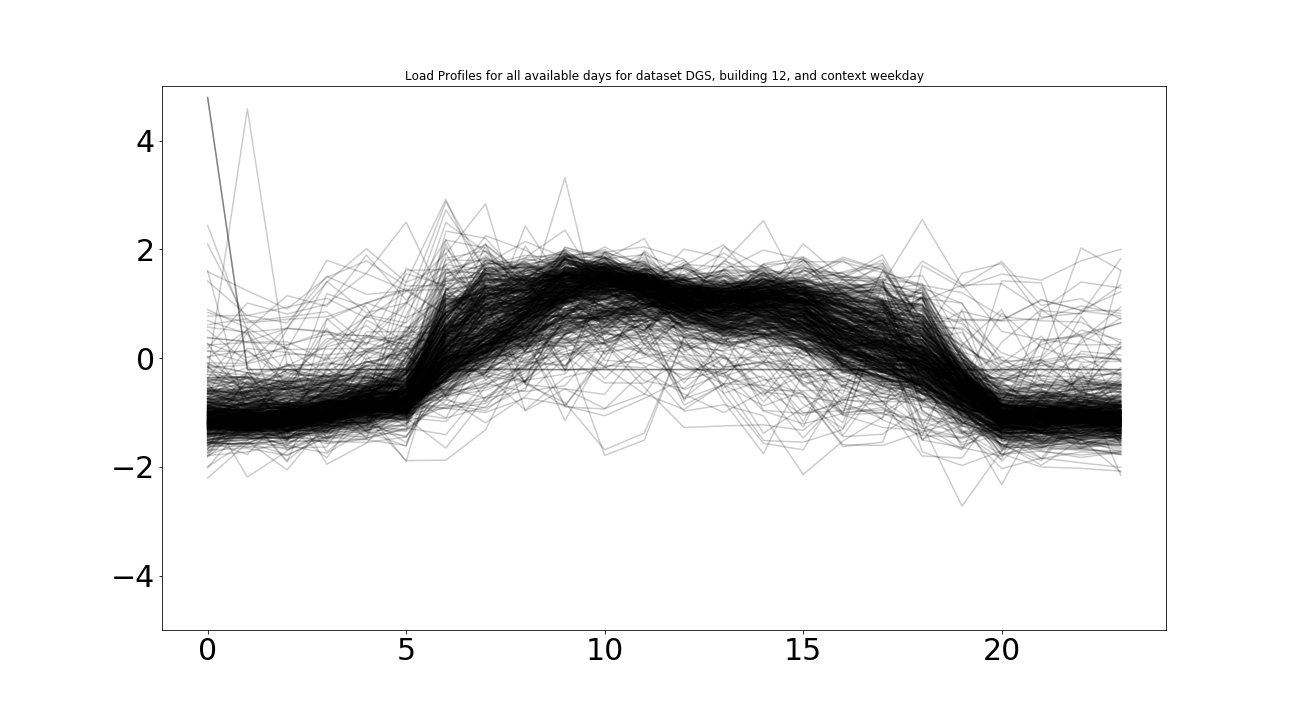 Load Profiles for all available days for dataset DGS, building 12, and context weekday
4
2
0
−2
−4
0 5 10 15 20